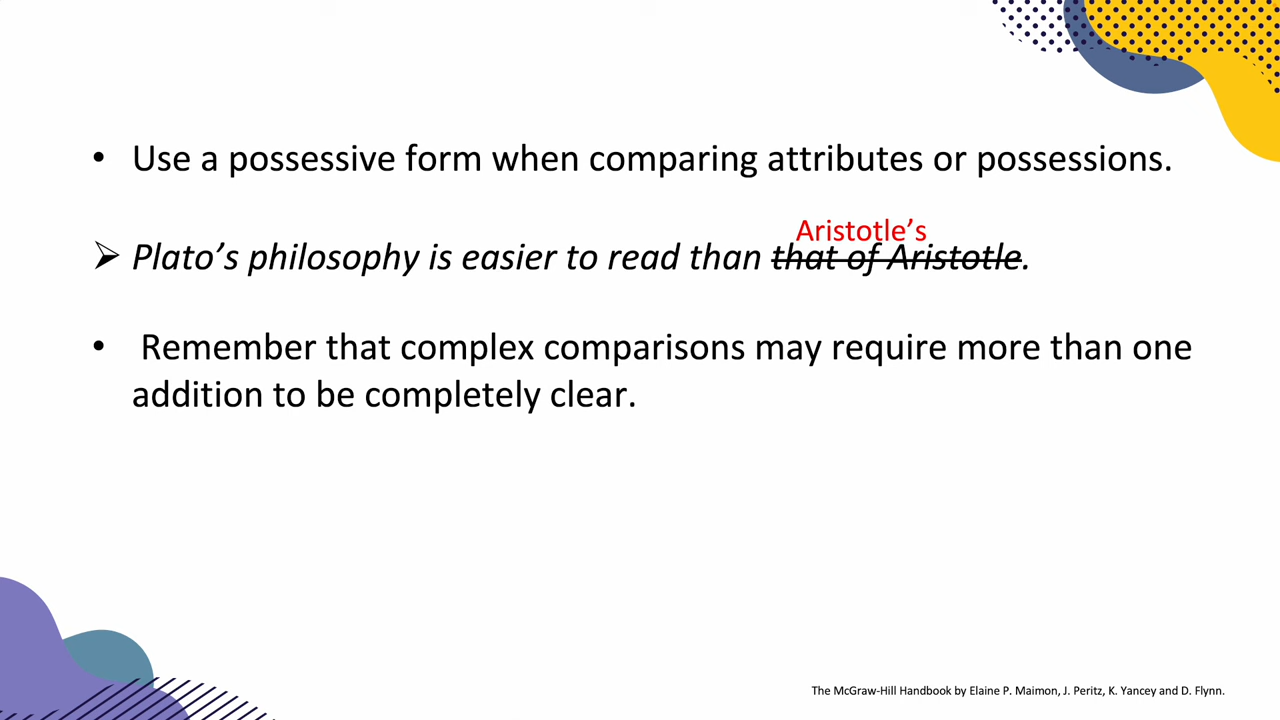 • Use a possessive form when comparing attributes or possessions.
Aristotle’s
➢ Plato’s philosophy is easier to read than that of Aristotle.
• Remember that complex comparisons may require more than one
addition to be completely clear.
The McGraw-Hill Handbook by Elaine P. Maimon, J. Peritz, K. Yancey and D. Flynn.